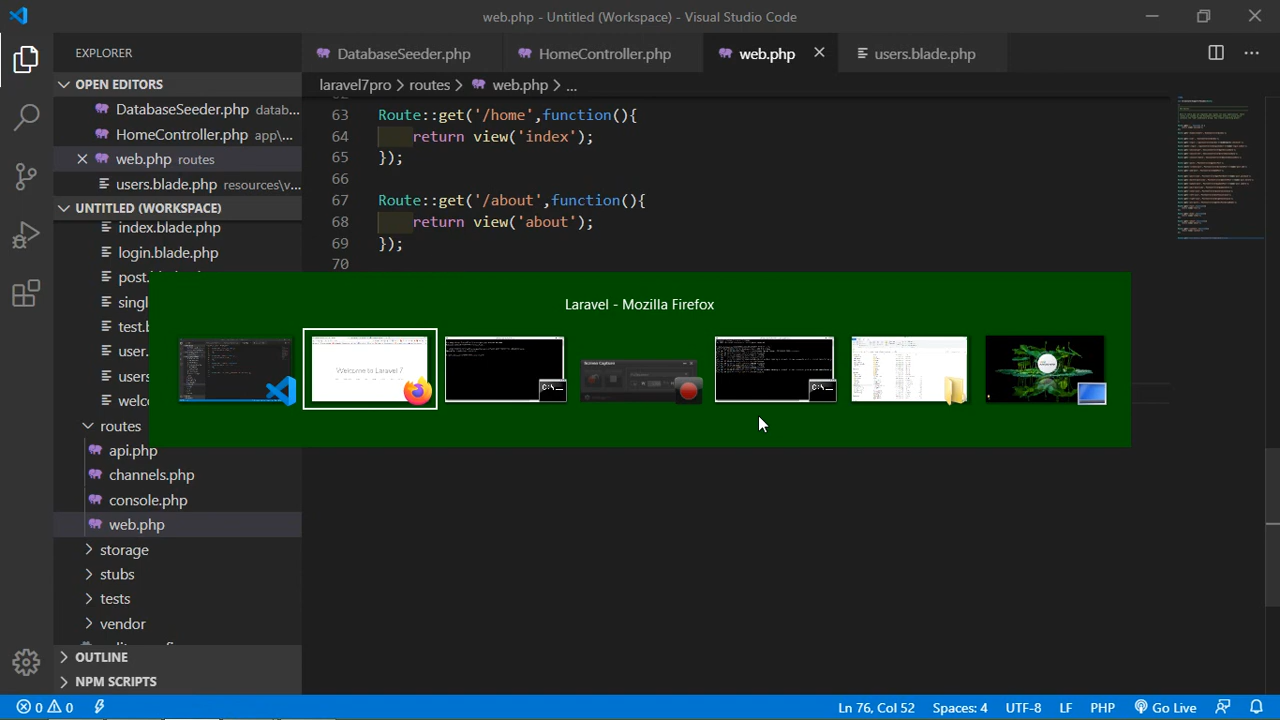 web.php - Untitled (Workspace) - Visual Studio Code
EXPLORER
OPEN EDITORS
DatabaseSeeder.php datab...
HomeController.php app\...
web.php routes
users.blade.php resources\v...
UNTITLED (WORKSPACE)
index.blade.php
login.blade.php
post.
singl
test.b
user.
users
welc
routes
api.php
channels.php
console.php
web.php
storage
stubs
tests
vendor
OUTLINE
NPM SCRIPTS
DatabaseSeeder.php
HomeController.php
web.php
users.blade.php
laravel7pro > routes > web.php > ...
63 Route::get('/home',function(){
64 return view('index');
65 });
66
67 Route::get('/about',function(){
68 return view('about');
69 });
70
Laravel - Mozilla Firefox
Welcome to Laravel 7
C:\_
C:\_
0 0
Ln 76, Col 52
Spaces: 4
UTF-8
LF
PHP
Go Live